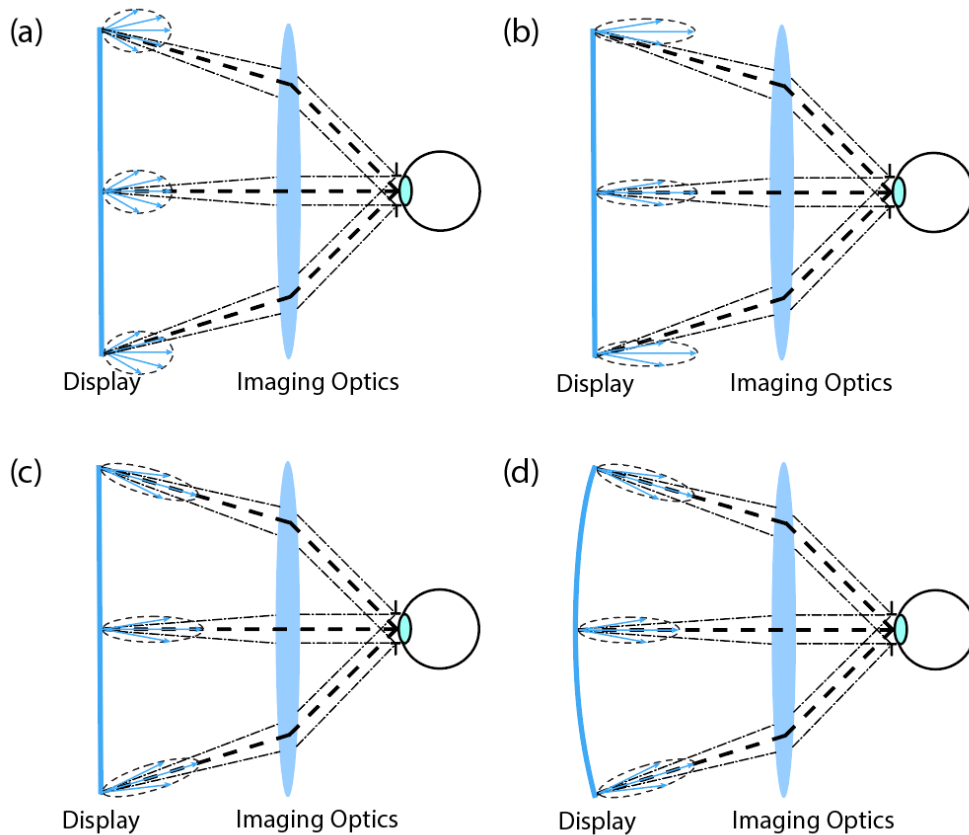 (a)
(b)
Display
Imaging Optics
Display
Imaging Optics
(c)
(d)
Display
Imaging Optics
Display
Imaging Optics